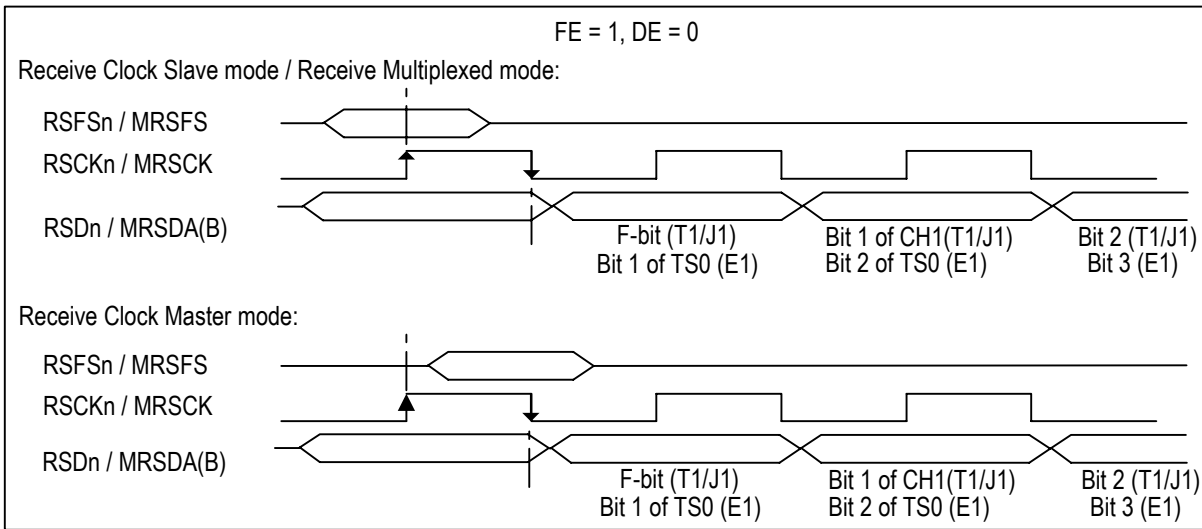 FE = 1, DE = 0
Receive Clock Slave mode / Receive Multiplexed mode:
RSFSn / MRSFS
RSCKn / MRSCK
RSDn / MRSDA(B)
F-bit (T1/J1)
Bit 1 of TS0 (E1)
Bit 1 of CH1(T1/J1)
Bit 2 of TS0 (E1)
Bit 2 (T1/J1)
Bit 3 (E1)
Receive Clock Master mode:
RSFSn / MRSFS
RSCKn / MRSCK
RSDn / MRSDA(B)
F-bit (T1/J1)
Bit 1 of TS0 (E1)
Bit 1 of CH1(T1/J1)
Bit 2 of TS0 (E1)
Bit 2 (T1/J1)
Bit 3 (E1)